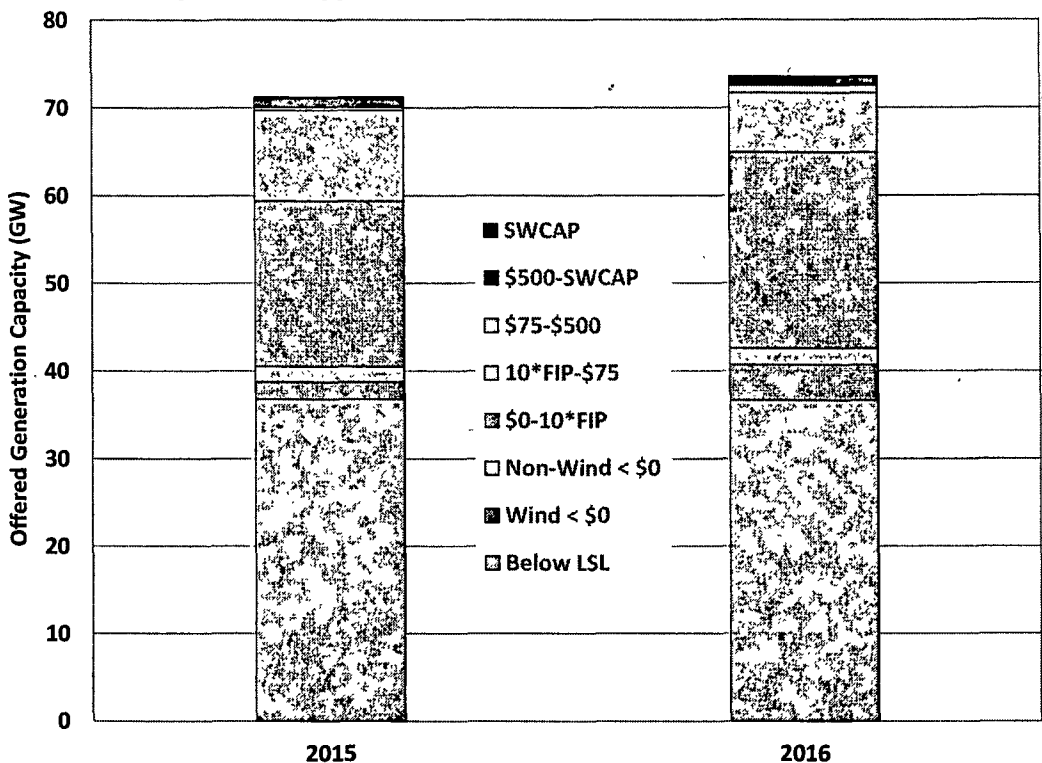 80
70
60
50
40
30
20
10
0
Offered Generation Capacity (GW)
SWCAP
$500-SWCAP
$75-$500
10*FIP-$75
$0-10*FIP
Non-Wind < $0
Wind < $0
Below LSL
2015
2016